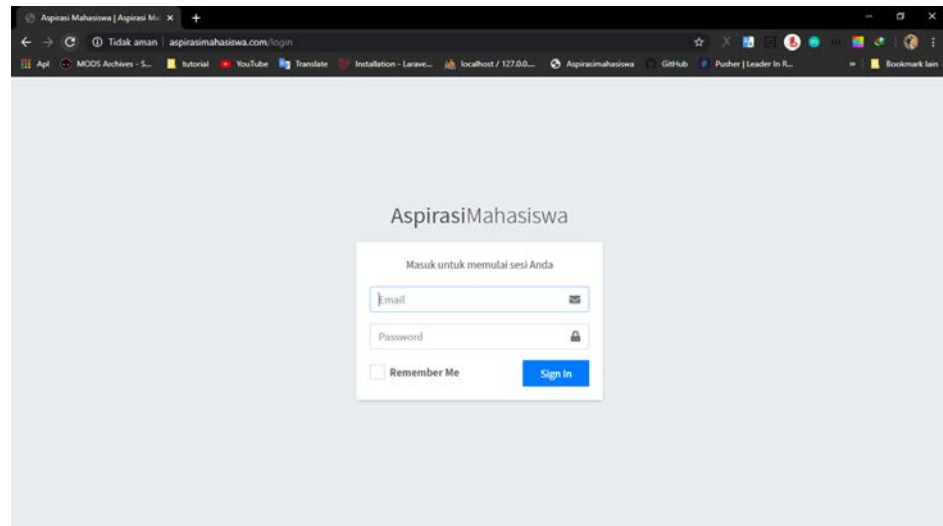 Aspirasi Mahasiswa | Aspirasi Ma
Tidak aman | aspirasimahasiswa.com/login
Apl MODS Archives - S... tutorial YouTube Translate Installation - Larave... localhost / 127.0.0.... Aspirasimahasiswa GitHub Pusher | Leader In R... » Bookmark lain
AspirasiMahasiswa
Masuk untuk memulai sesi Anda
Email
Password
Remember Me Sign In